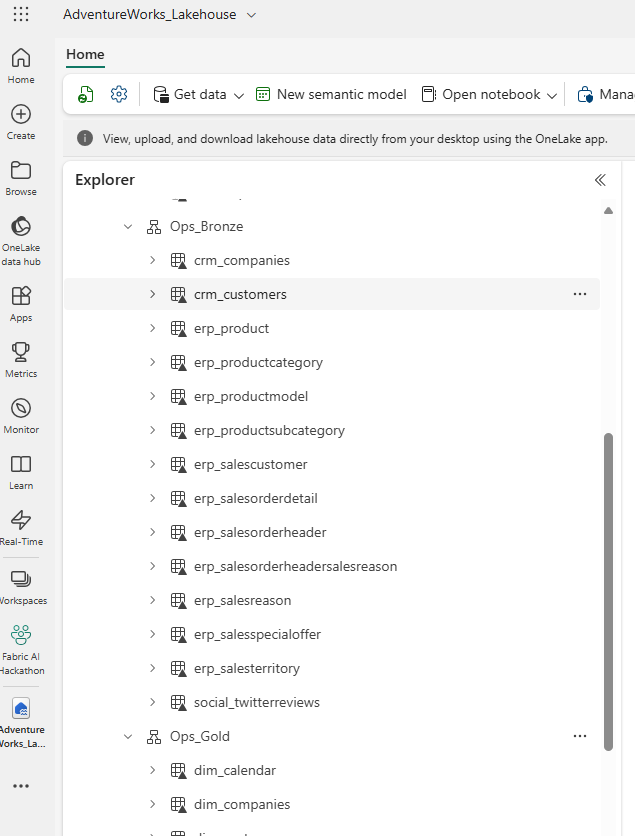 AdventureWorks_Lakehouse
Home
Home
Create
Browse
OneLake
data hub
Apps
Metrics
Monitor
Learn
Real-Time
Workspaces
Fabric AI
Hackathon
Adventure
Works_La...
Get data
New semantic model
Open notebook
Mana
View, upload, and download lakehouse data directly from your desktop using the OneLake app.
Explorer
Ops_Bronze
crm_companies
crm_customers
erp_product
erp_productcategory
erp_productmodel
erp_productsubcategory
erp_salescustomer
erp_salesorderdetail
erp_salesorderheader
erp_salesorderheadersalesreason
erp_salesreason
erp_salesspecialoffer
erp_salesterritory
social_twitterreviews
Ops_Gold
dim_calendar
dim_companies